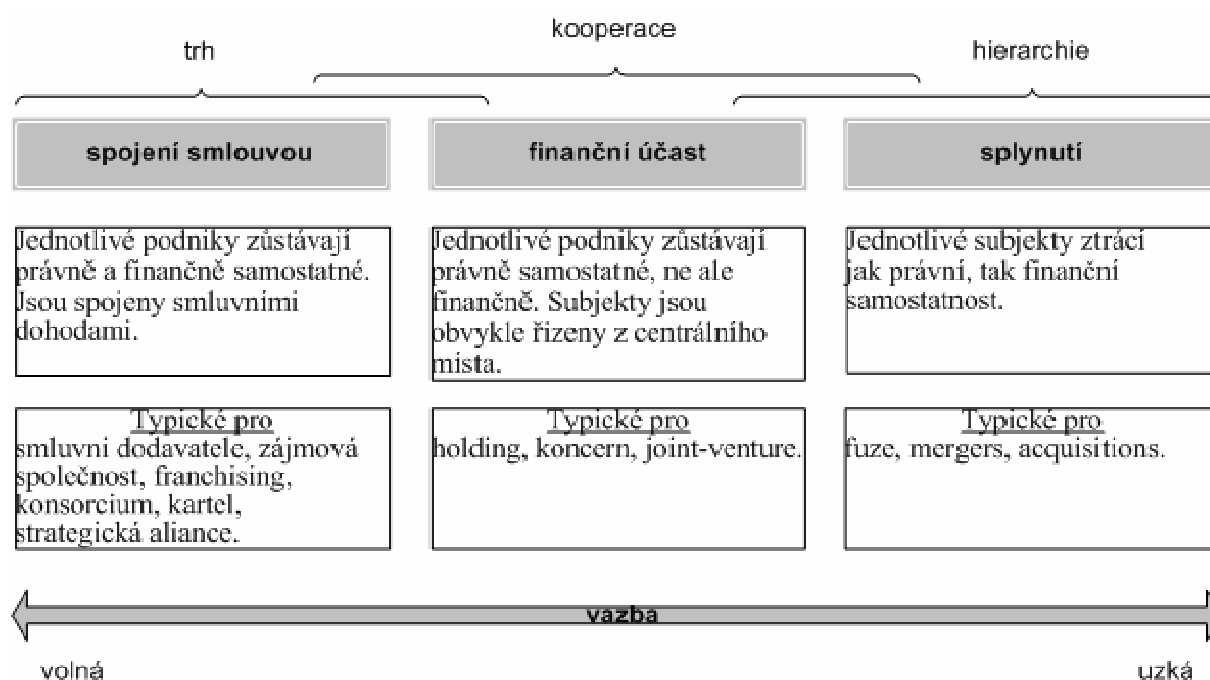 kooperace
trh
hierarchie
spojení smlouvou
finanční účast
splynutí
Jednotlivé podniky zůstávají
právně a finančně samostatné.
Jsou spojeny smluvními
dohodami.
Jednotlivé podniky zůstávají
právně samostatné, ne ale
finančně. Subjekty jsou
obvykle řízeny z centrálního
místa.
Jednotlivé subjekty ztrácí
jak právní, tak finanční
samostatnost.
Typické pro
smluvni dodavatele, zájmová
společnost, franchising,
konsorcium, kartel,
strategická aliance.
Typické pro
holding, koncern, joint-venture.
Typické pro
fuze, mergers, acquisitions.
vazba
volná
uzká